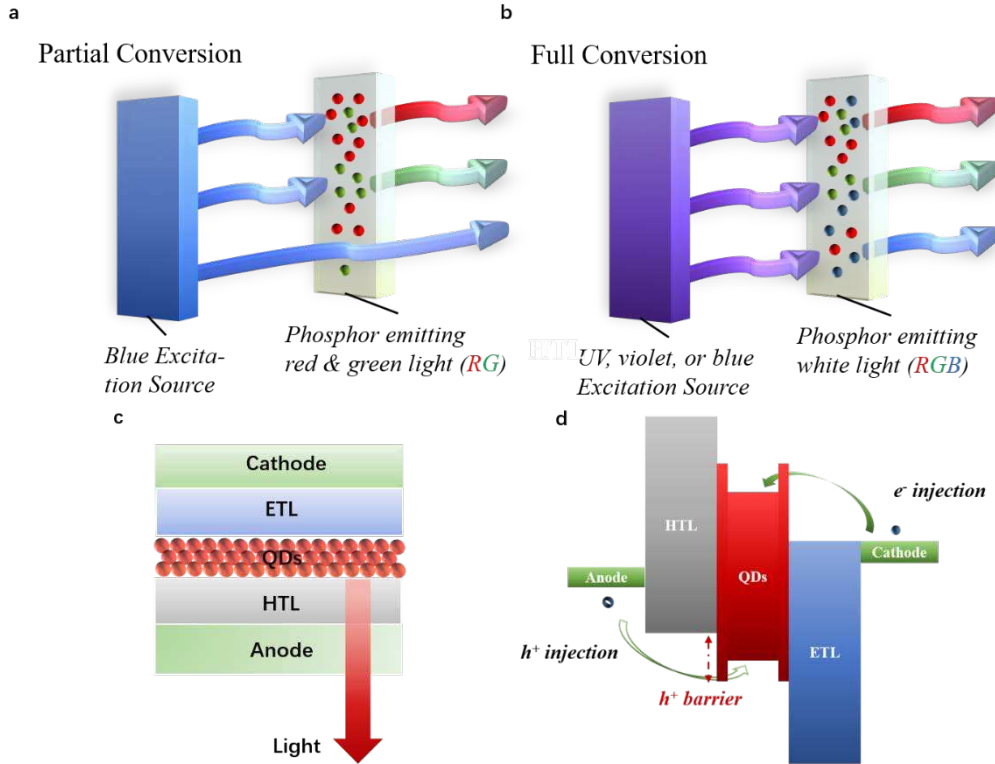 a
Partial Conversion
Blue Excita-
tion Source
Phosphor emitting
red & green light (RG)
b
Full Conversion
HTL
UV, violet, or blue
Excitation Source
Phosphor emitting
white light (RGB)
c
Cathode
ETL
QDs
HTL
Anode
Light
d
HTL
QDs
ETL
Anode
Cathode
e- injection
h+ injection
h+ barrier